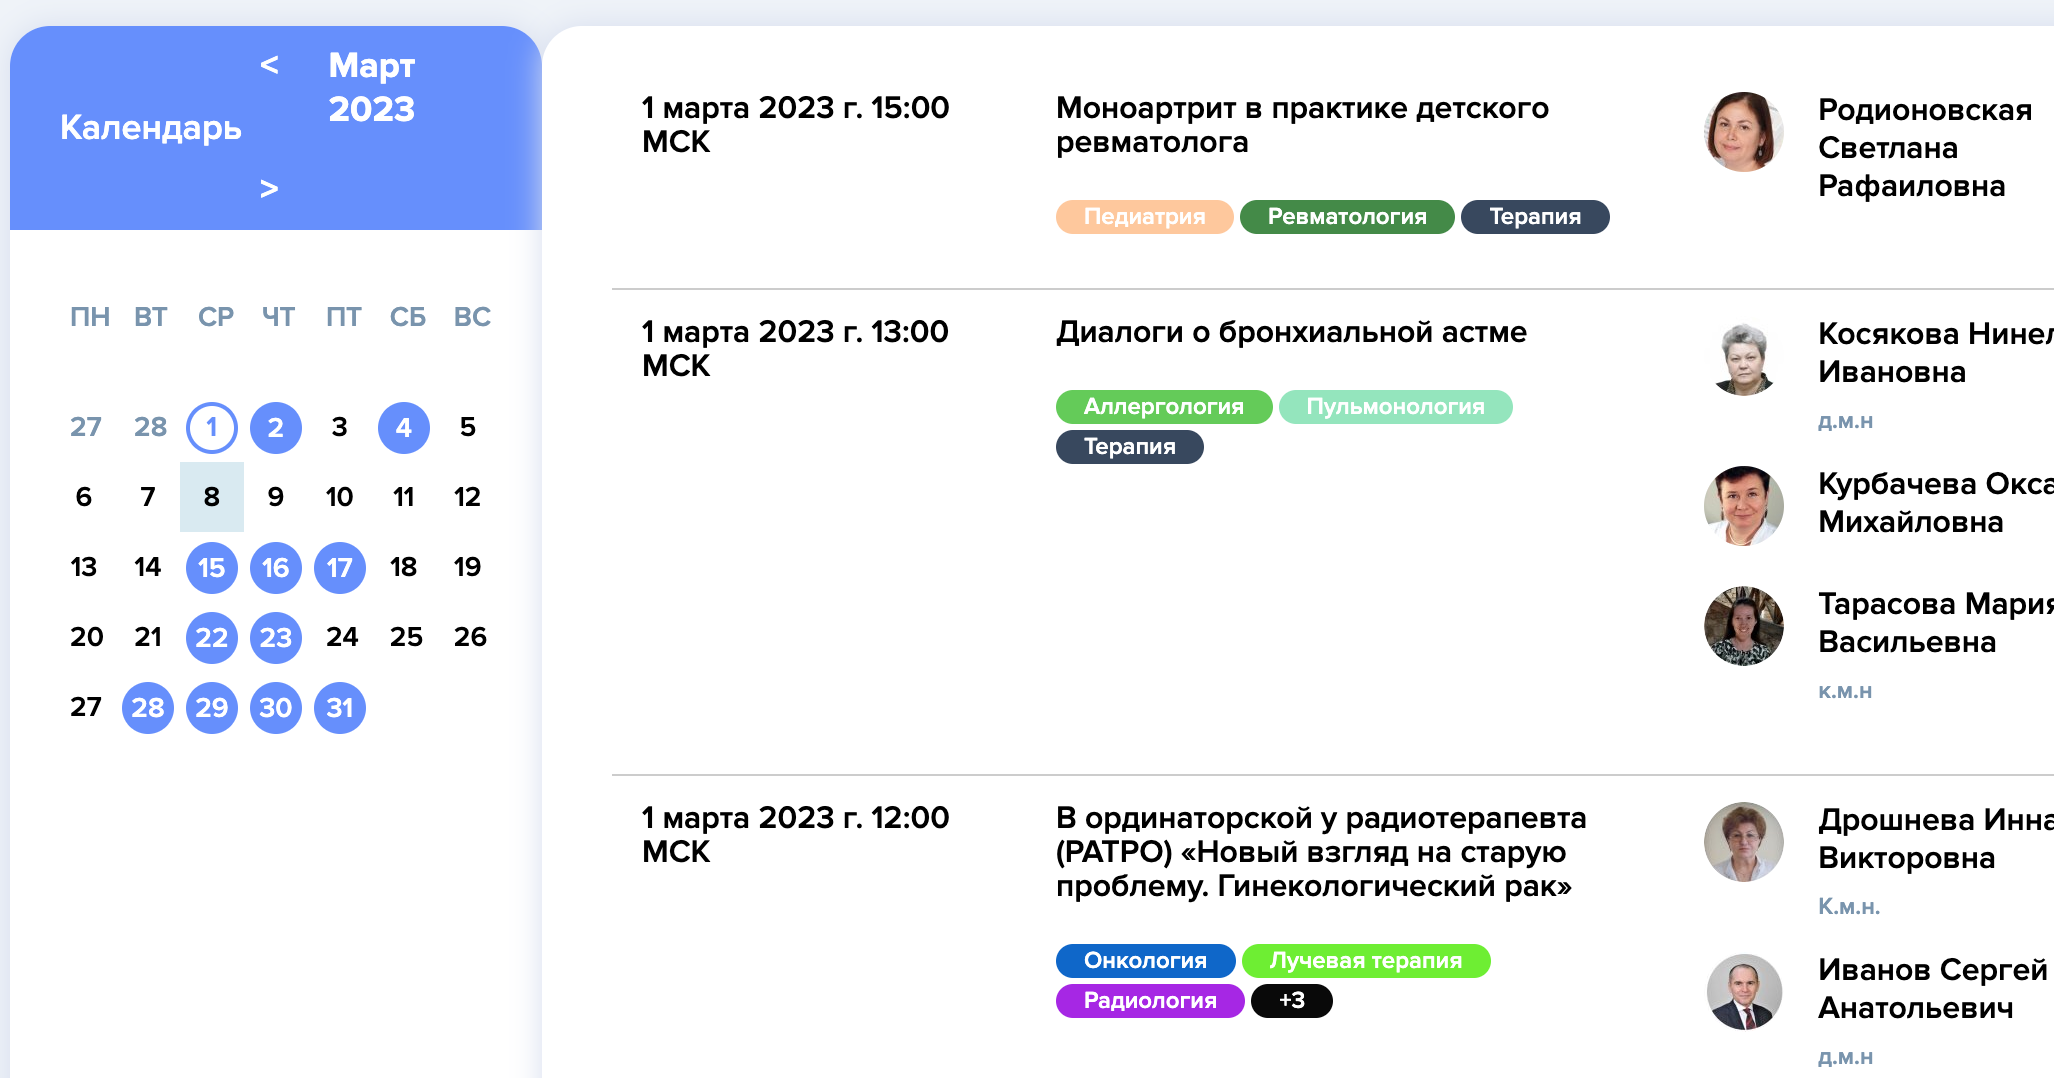 Календарь
<
Март
2023
>
ПН ВТ СР ЧТ ПТ СБ ВС
27 28 1 2 3 4 5
6 7 8 9 10 11 12
13 14 15 16 17 18 19
20 21 22 23 24 25 26
27 28 29 30 31
1 марта 2023 г. 15:00
МСК
Моноартрит в практике детского
ревматолога
Педиатрия Ревматология Терапия
Родионовская
Светлана
Рафаиловна
1 марта 2023 г. 13:00
МСК
Диалоги о бронхиальной астме
Аллергология Пульмонология
Терапия
Косякова Нинел
Ивановна
д.м.н
Курбачева Окса
Михайловна
Тарасова Мария
Васильевна
к.м.н
1 марта 2023 г. 12:00
МСК
В ординаторской у радиотерапевта
(РАТРО) «Новый взгляд на старую
проблему. Гинекологический рак»
Онкология Лучевая терапия
Радиология +3
Дрошнева Инна
Викторовна
К.м.н.
Иванов Сергей
Анатольевич
д.м.н